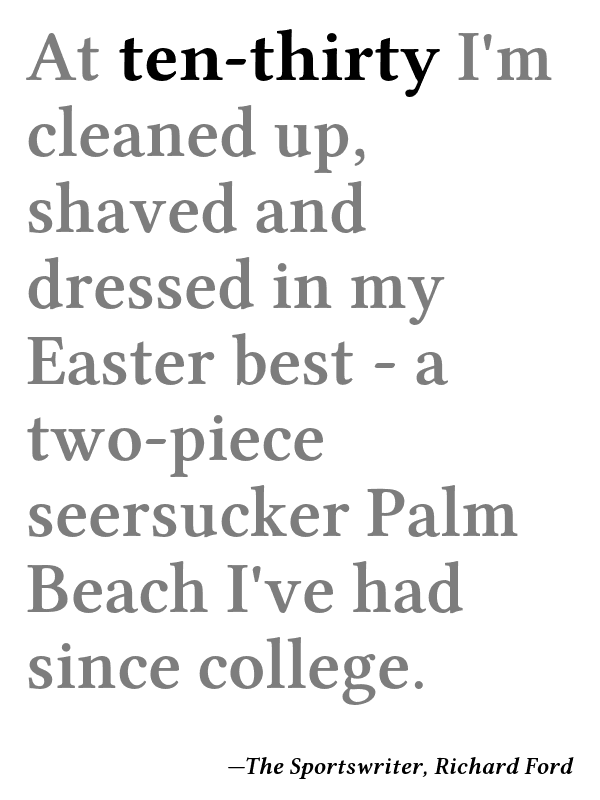 At ten-thirty I'm
cleaned up,
shaved and
dressed in my
Easter best - a
two-piece
seersucker Palm
Beach I've had
since college.
—The Sportswriter, Richard Ford